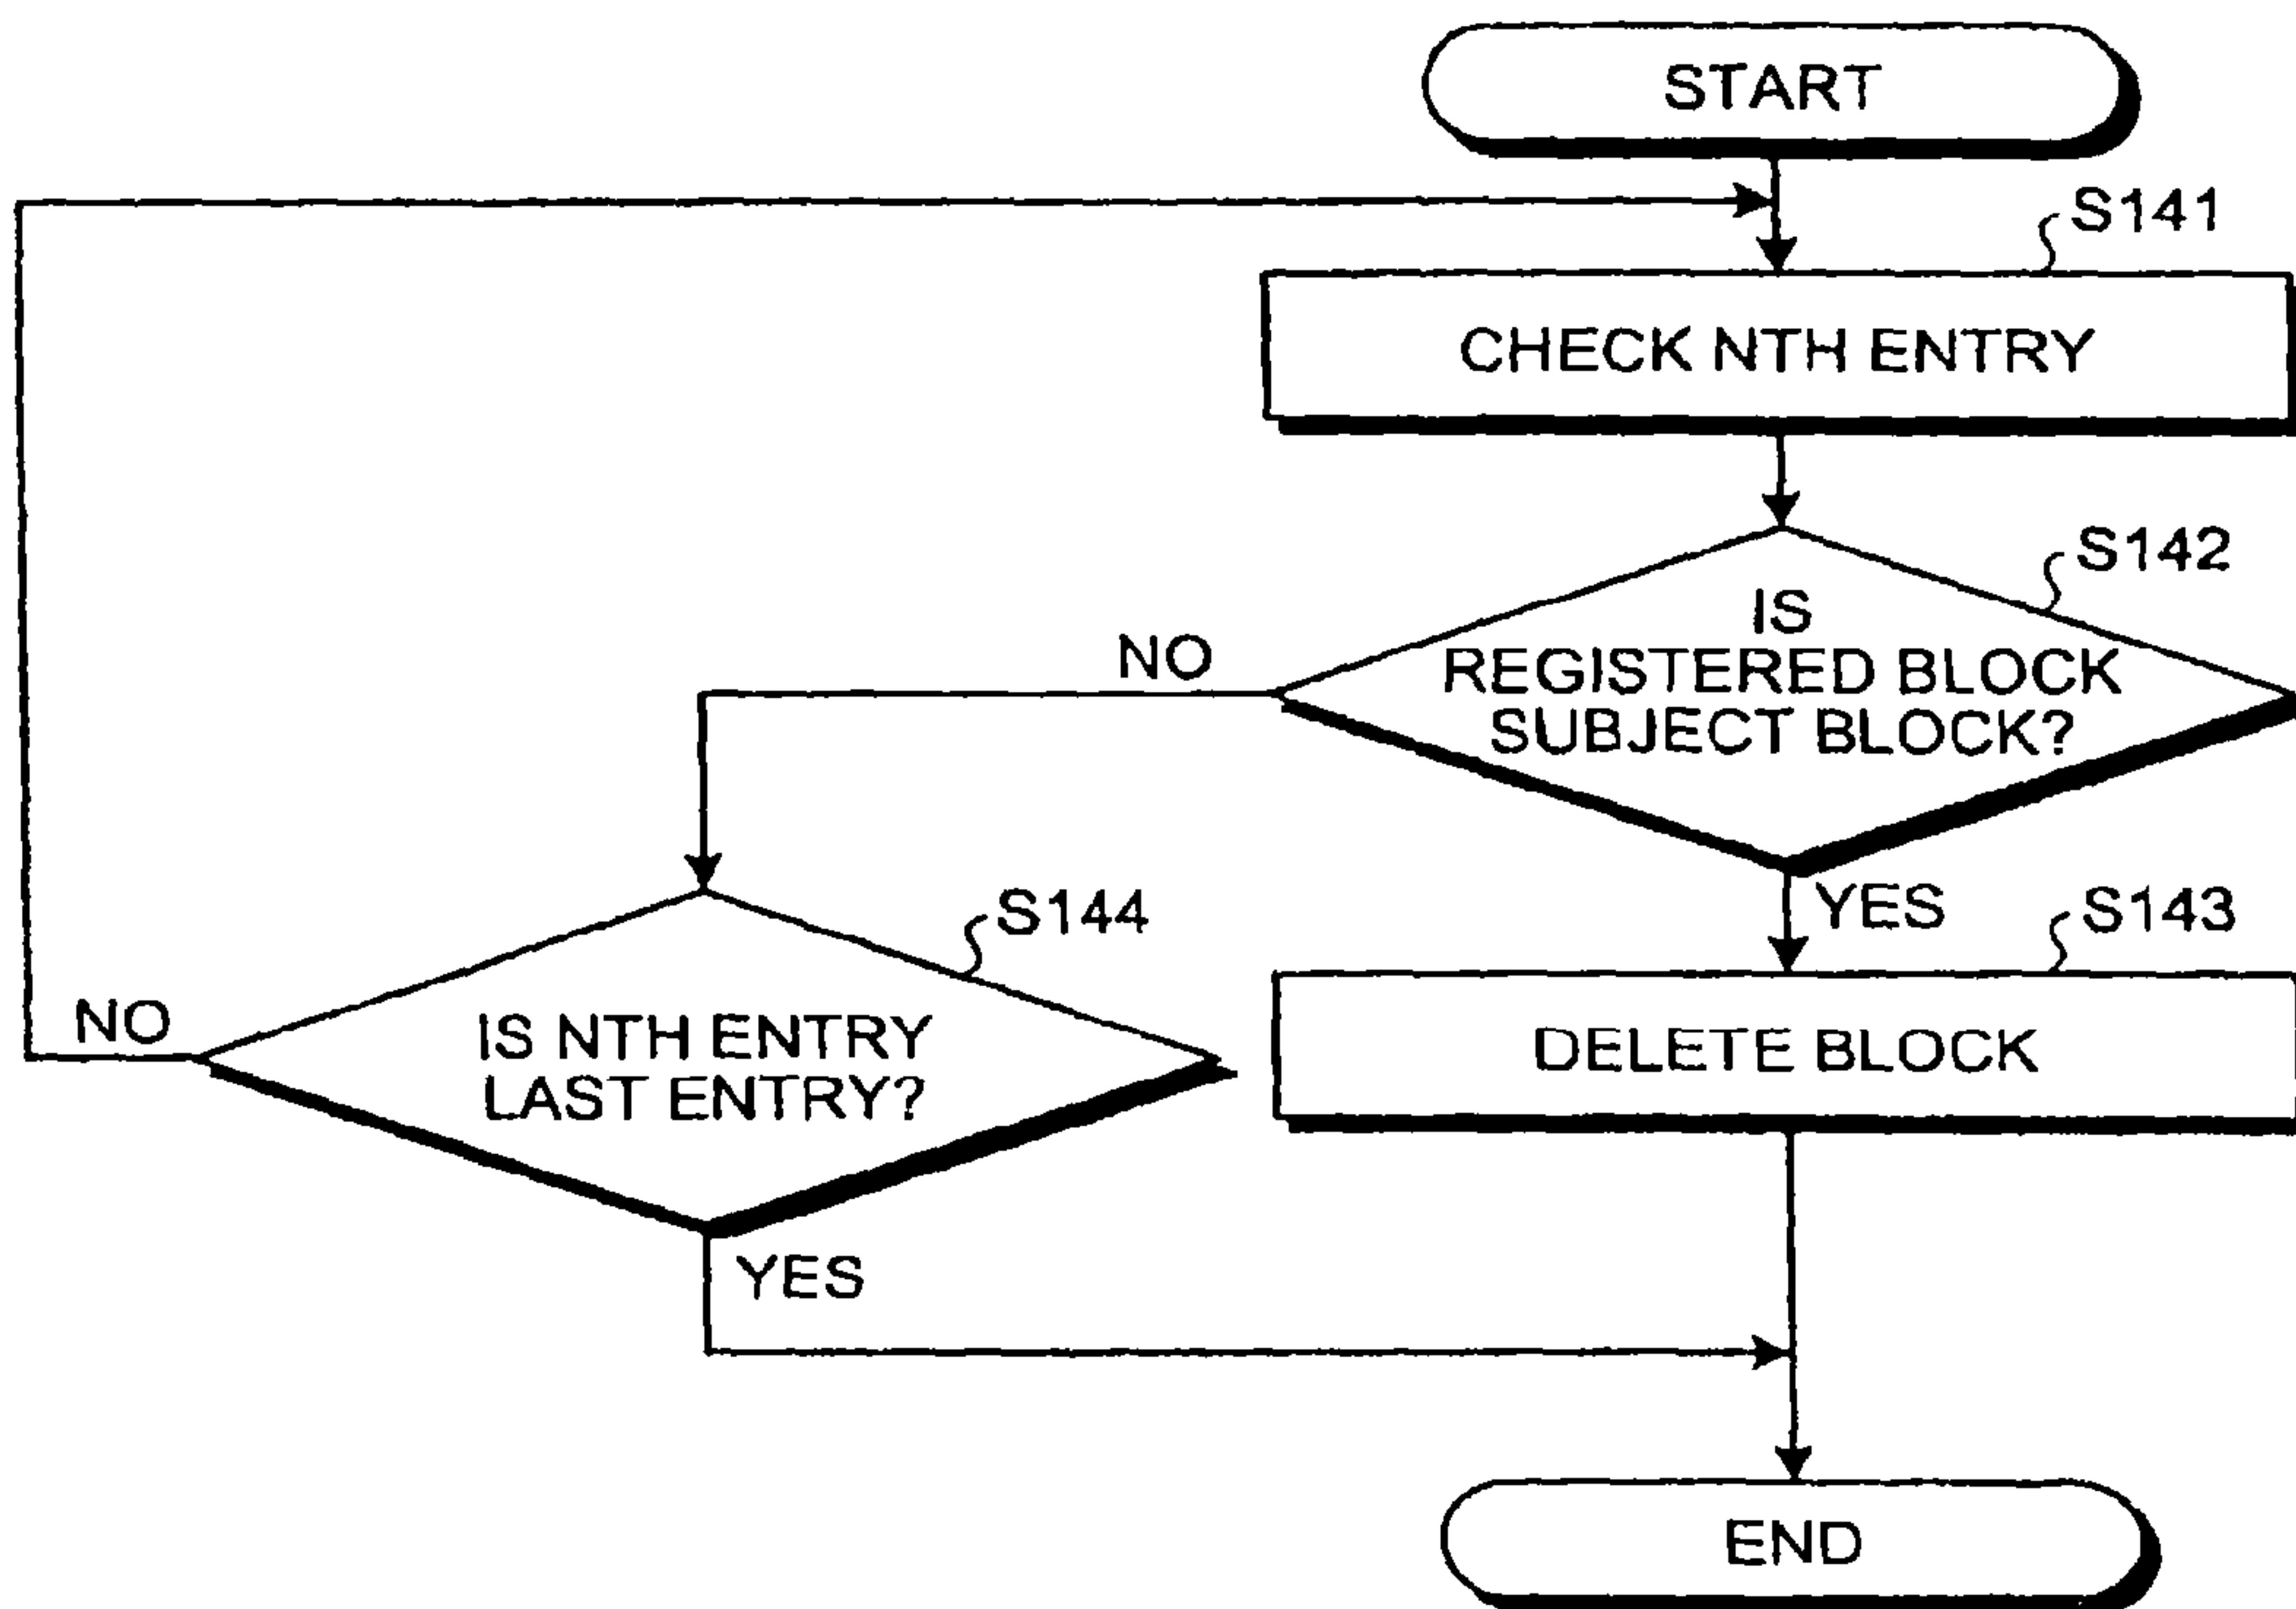 START
S141
CHECK NTH ENTRY
S142
IS
REGISTERED BLOCK
SUBJECT BLOCK?
NO
YES
S143
DELETE BLOCK
S144
IS NTH ENTRY
LAST ENTRY?
NO
YES
END